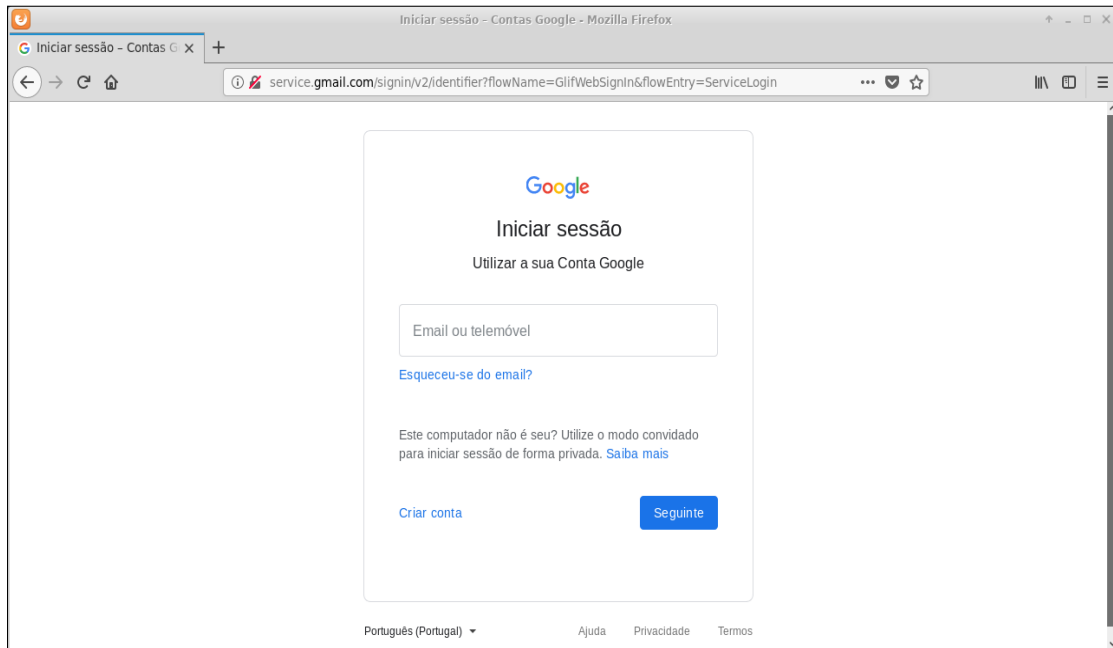 Iniciar sessão – Contas Google - Mozilla Firefox
Iniciar sessão – Contas G
service.gmail.com/signin/v2/identifier?flowName=GlifWebSignIn&flowEntry=ServiceLogin
Google
Iniciar sessão
Utilizar a sua Conta Google
Email ou telemóvel
Esqueceu-se do email?
Este computador não é seu? Utilize o modo convidado
para iniciar sessão de forma privada. Saiba mais
Criar conta
Seguinte
Português (Portugal)
Ajuda
Privacidade
Termos